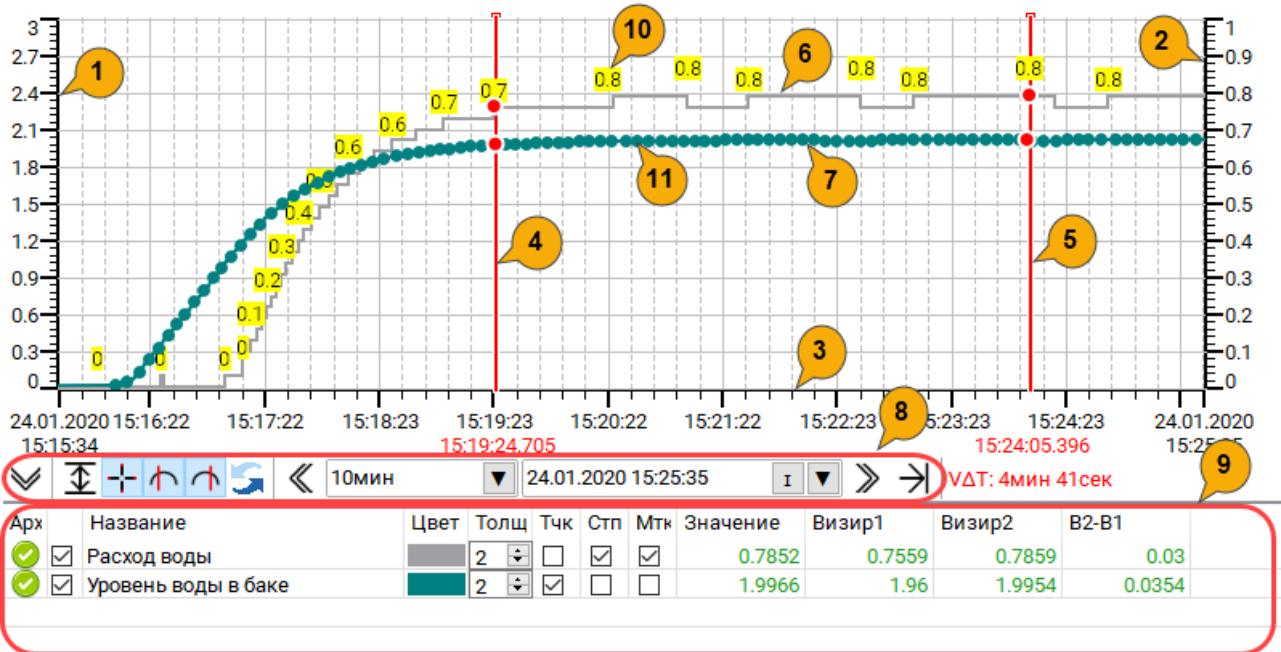 3 1
2.7 0.9
2.4 0.8
2.1 0.7
1.8 0.6
1.5 0.5
1.2 0.4
0.9 0.3
0.6 0.2
0.3 0.1
0 0
0 0 0 0 0.1 0.2 0.3 0.4 0.6 0.6 0.7 0.7 0.8 0.8 0.8 0.8 0.8 0.8 0.8
1 2 3 4 5 6 7 8 9 10 11
24.01.2020 15:16:22 15:17:22 15:18:23 15:19:23 15:20:22 15:21:22 15:22:23 15:23:23 15:24:23 24.01.2020
15:15:34 15:19:24.705 15:24:05.396
10мин 24.01.2020 15:25:35 I VΔT: 4мин 41сек
Арх Название Цвет Толщ Тчк Стп Мтк Значение Визир1 Визир2 В2-В1
Расход воды 2 0.7852 0.7559 0.7859 0.03
Уровень воды в баке 2 1.9966 1.96 1.9954 0.0354